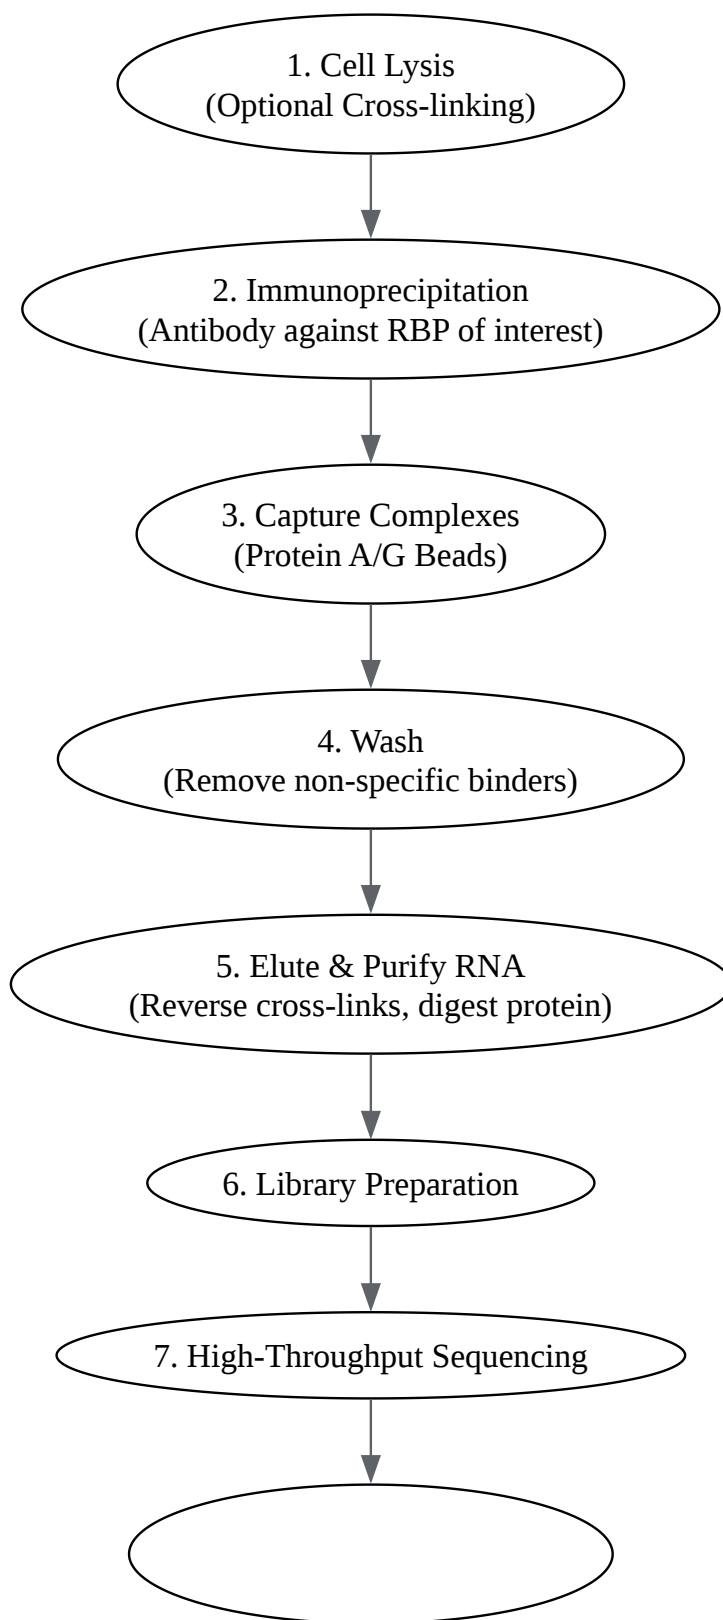 1. Cell Lysis
(Optional Cross-linking)
2. Immunoprecipitation
(Antibody against RBP of interest)
3. Capture Complexes
(Protein A/G Beads)
4. Wash
(Remove non-specific binders)
5. Elute & Purify RNA
(Reverse cross-links, digest protein)
6. Library Preparation
7. High-Throughput Sequencing